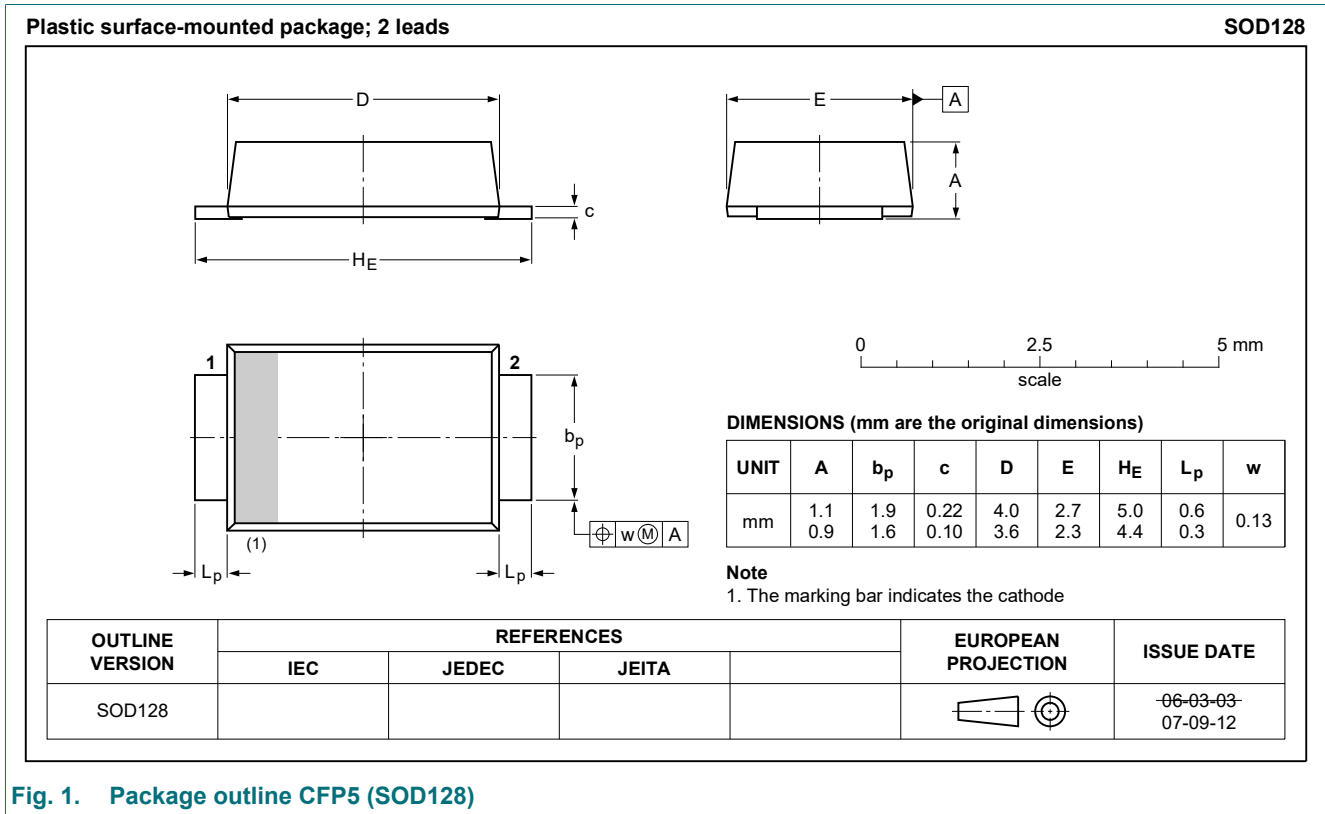 Plastic surface-mounted package; 2 leads SOD128
D
E
A
A
c
HE
1
2
bp
w M A
(1)
Lp
Lp
0 2.5 5 mm
scale
DIMENSIONS (mm are the original dimensions)
UNIT A bp c D E HE Lp w
mm 1.1 1.9 0.22 4.0 2.7 5.0 0.6 0.13
0.9 1.6 0.10 3.6 2.3 4.4 0.3
Note
1. The marking bar indicates the cathode
OUTLINE VERSION REFERENCES EUROPEAN PROJECTION ISSUE DATE
IEC JEDEC JEITA
SOD128 06-03-03
07-09-12
Fig. 1. Package outline CFP5 (SOD128)